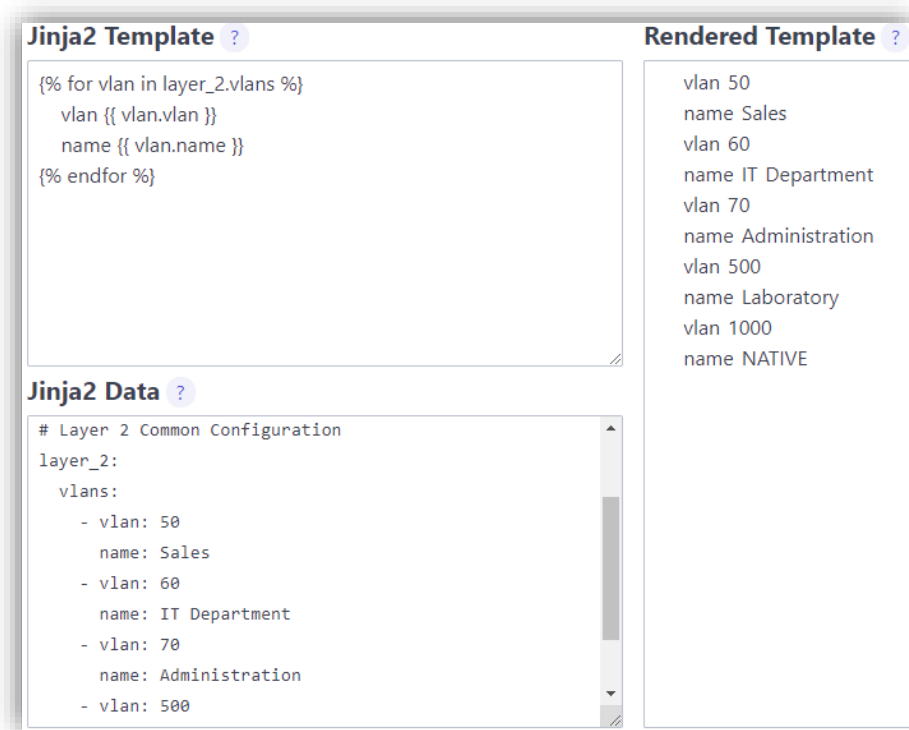 Jinja2 Template ?
{% for vlan in layer_2.vlans %}
vlan {{ vlan.vlan }}
name {{ vlan.name }}
{% endfor %}
Jinja2 Data ?
# Layer 2 Common Configuration
layer_2:
vlans:
- vlan: 50
name: Sales
- vlan: 60
name: IT Department
- vlan: 70
name: Administration
- vlan: 500
Rendered Template ?
vlan 50
name Sales
vlan 60
name IT Department
vlan 70
name Administration
vlan 500
name Laboratory
vlan 1000
name NATIVE